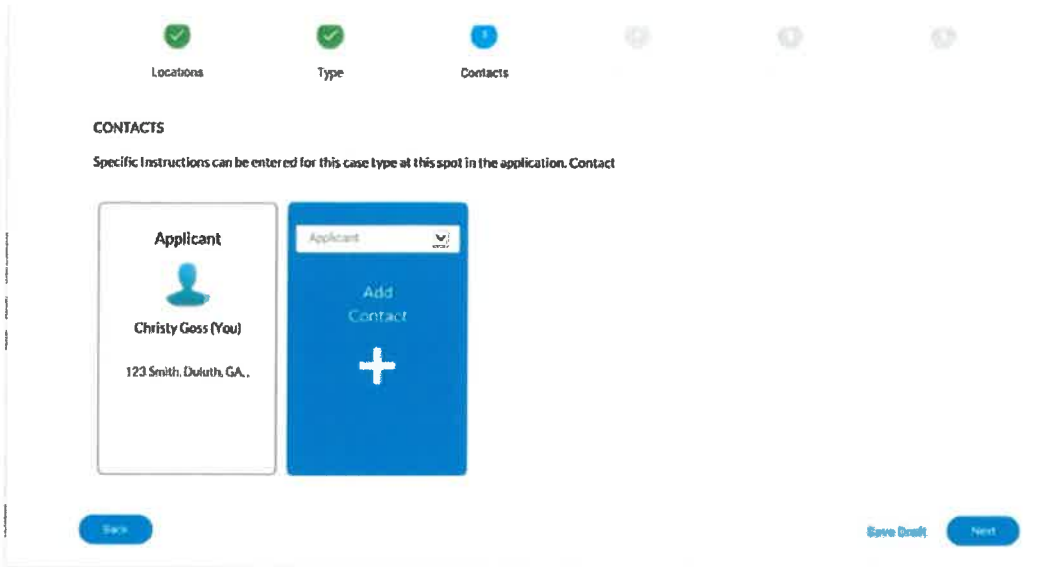 Locations
Type
Contacts
CONTACTS
Specific Instructions can be entered for this case type at this spot in the application. Contact
Applicant
Christy Goss (You)
123 Smith, Duluth, GA, ,
Applicant
Add
Contact
Back
Save Draft
Next